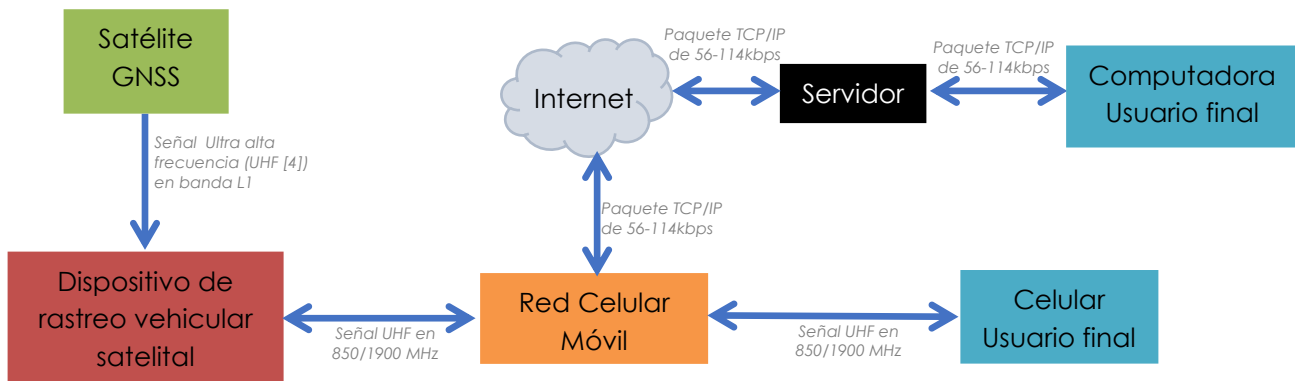 Satélite
GNSS
Señal  Ultra alta
frecuencia (UHF [4])
en banda L1
Dispositivo de
rastreo vehicular
satelital
Señal UHF en
850/1900 MHz
Red Celular
Móvil
Paquete TCP/IP
de 56-114kbps
Internet
Paquete TCP/IP
de 56-114kbps
Servidor
Paquete TCP/IP
de 56-114kbps
Computadora
Usuario final
Señal UHF en
850/1900 MHz
Celular
Usuario final